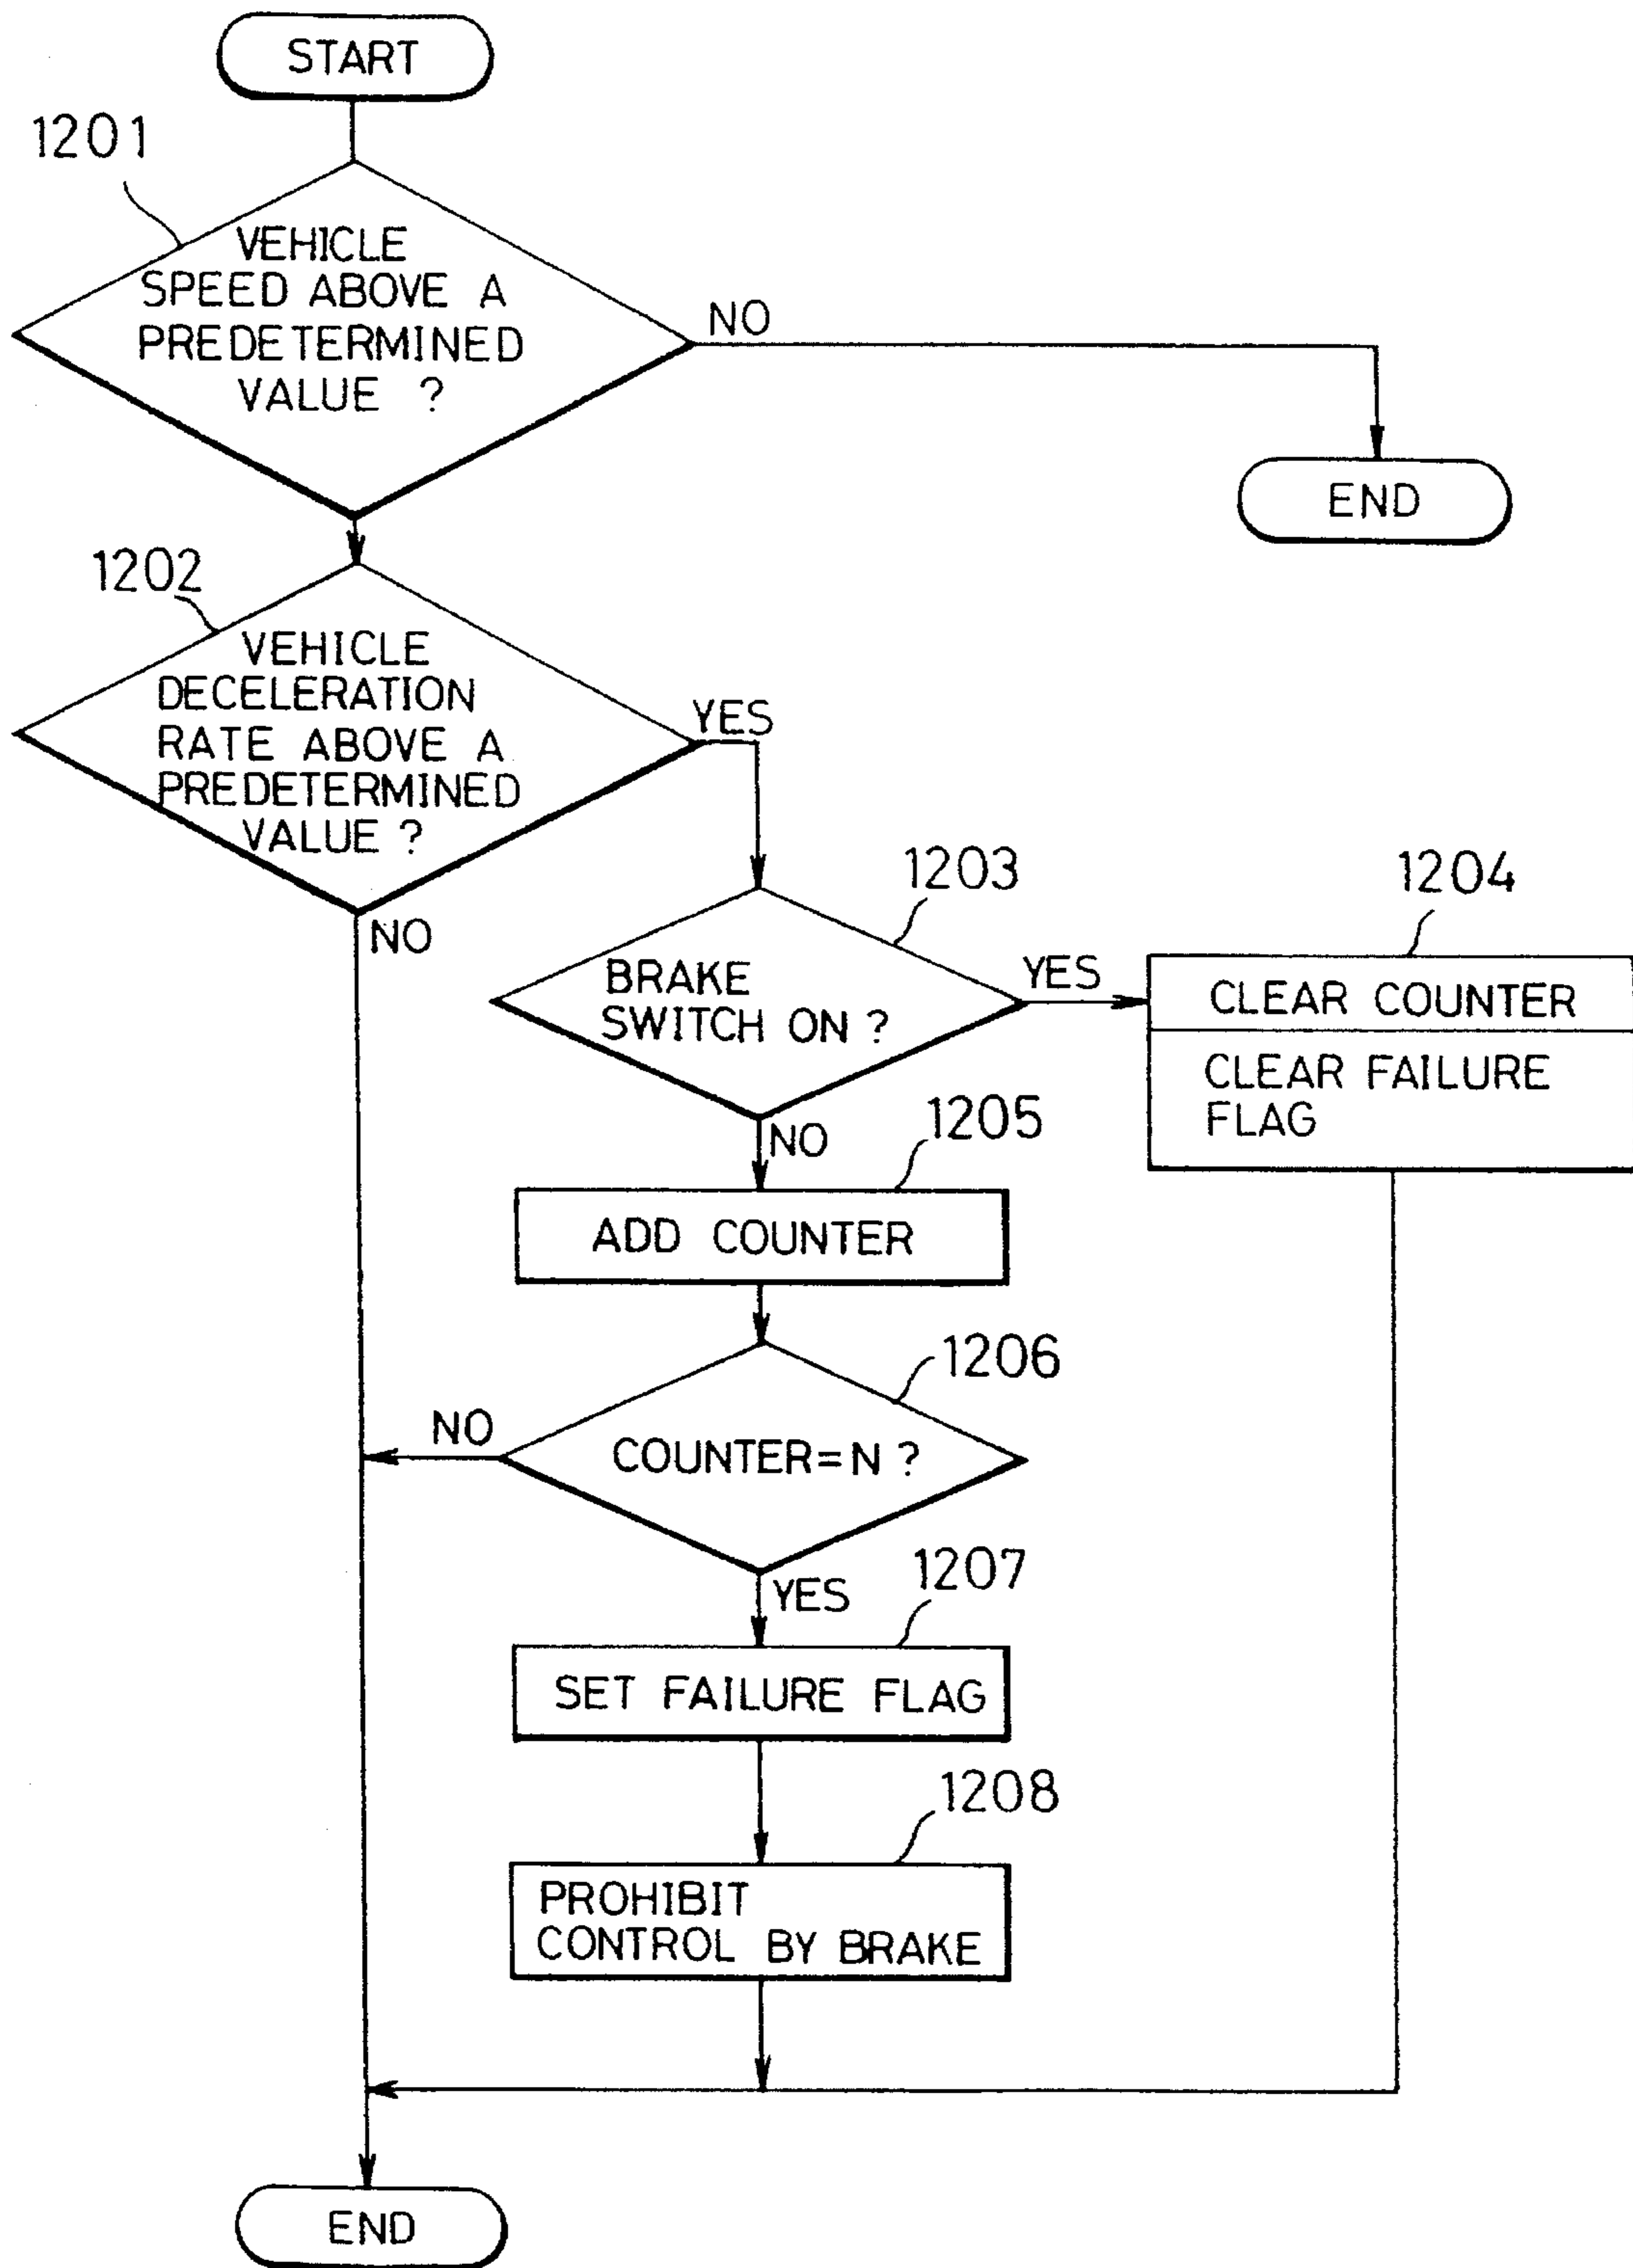 START
1201
VEHICLE
SPEED ABOVE A
PREDETERMINED
VALUE ?
NO
END
1202
VEHICLE
DECELERATION
RATE ABOVE A
PREDETERMINED
VALUE ?
YES
NO
1203
BRAKE
SWITCH ON ?
YES
1204
CLEAR COUNTER
CLEAR FAILURE
FLAG
NO
1205
ADD COUNTER
1206
COUNTER=N ?
NO
YES
1207
SET FAILURE FLAG
1208
PROHIBIT
CONTROL BY BRAKE
END